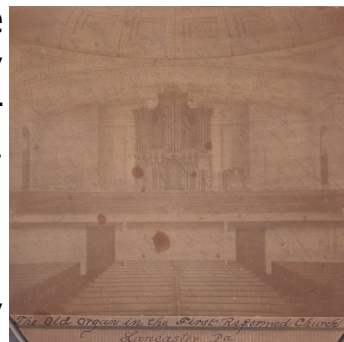 The Old Organ in the First Reformed Church
Lancaster Pa.